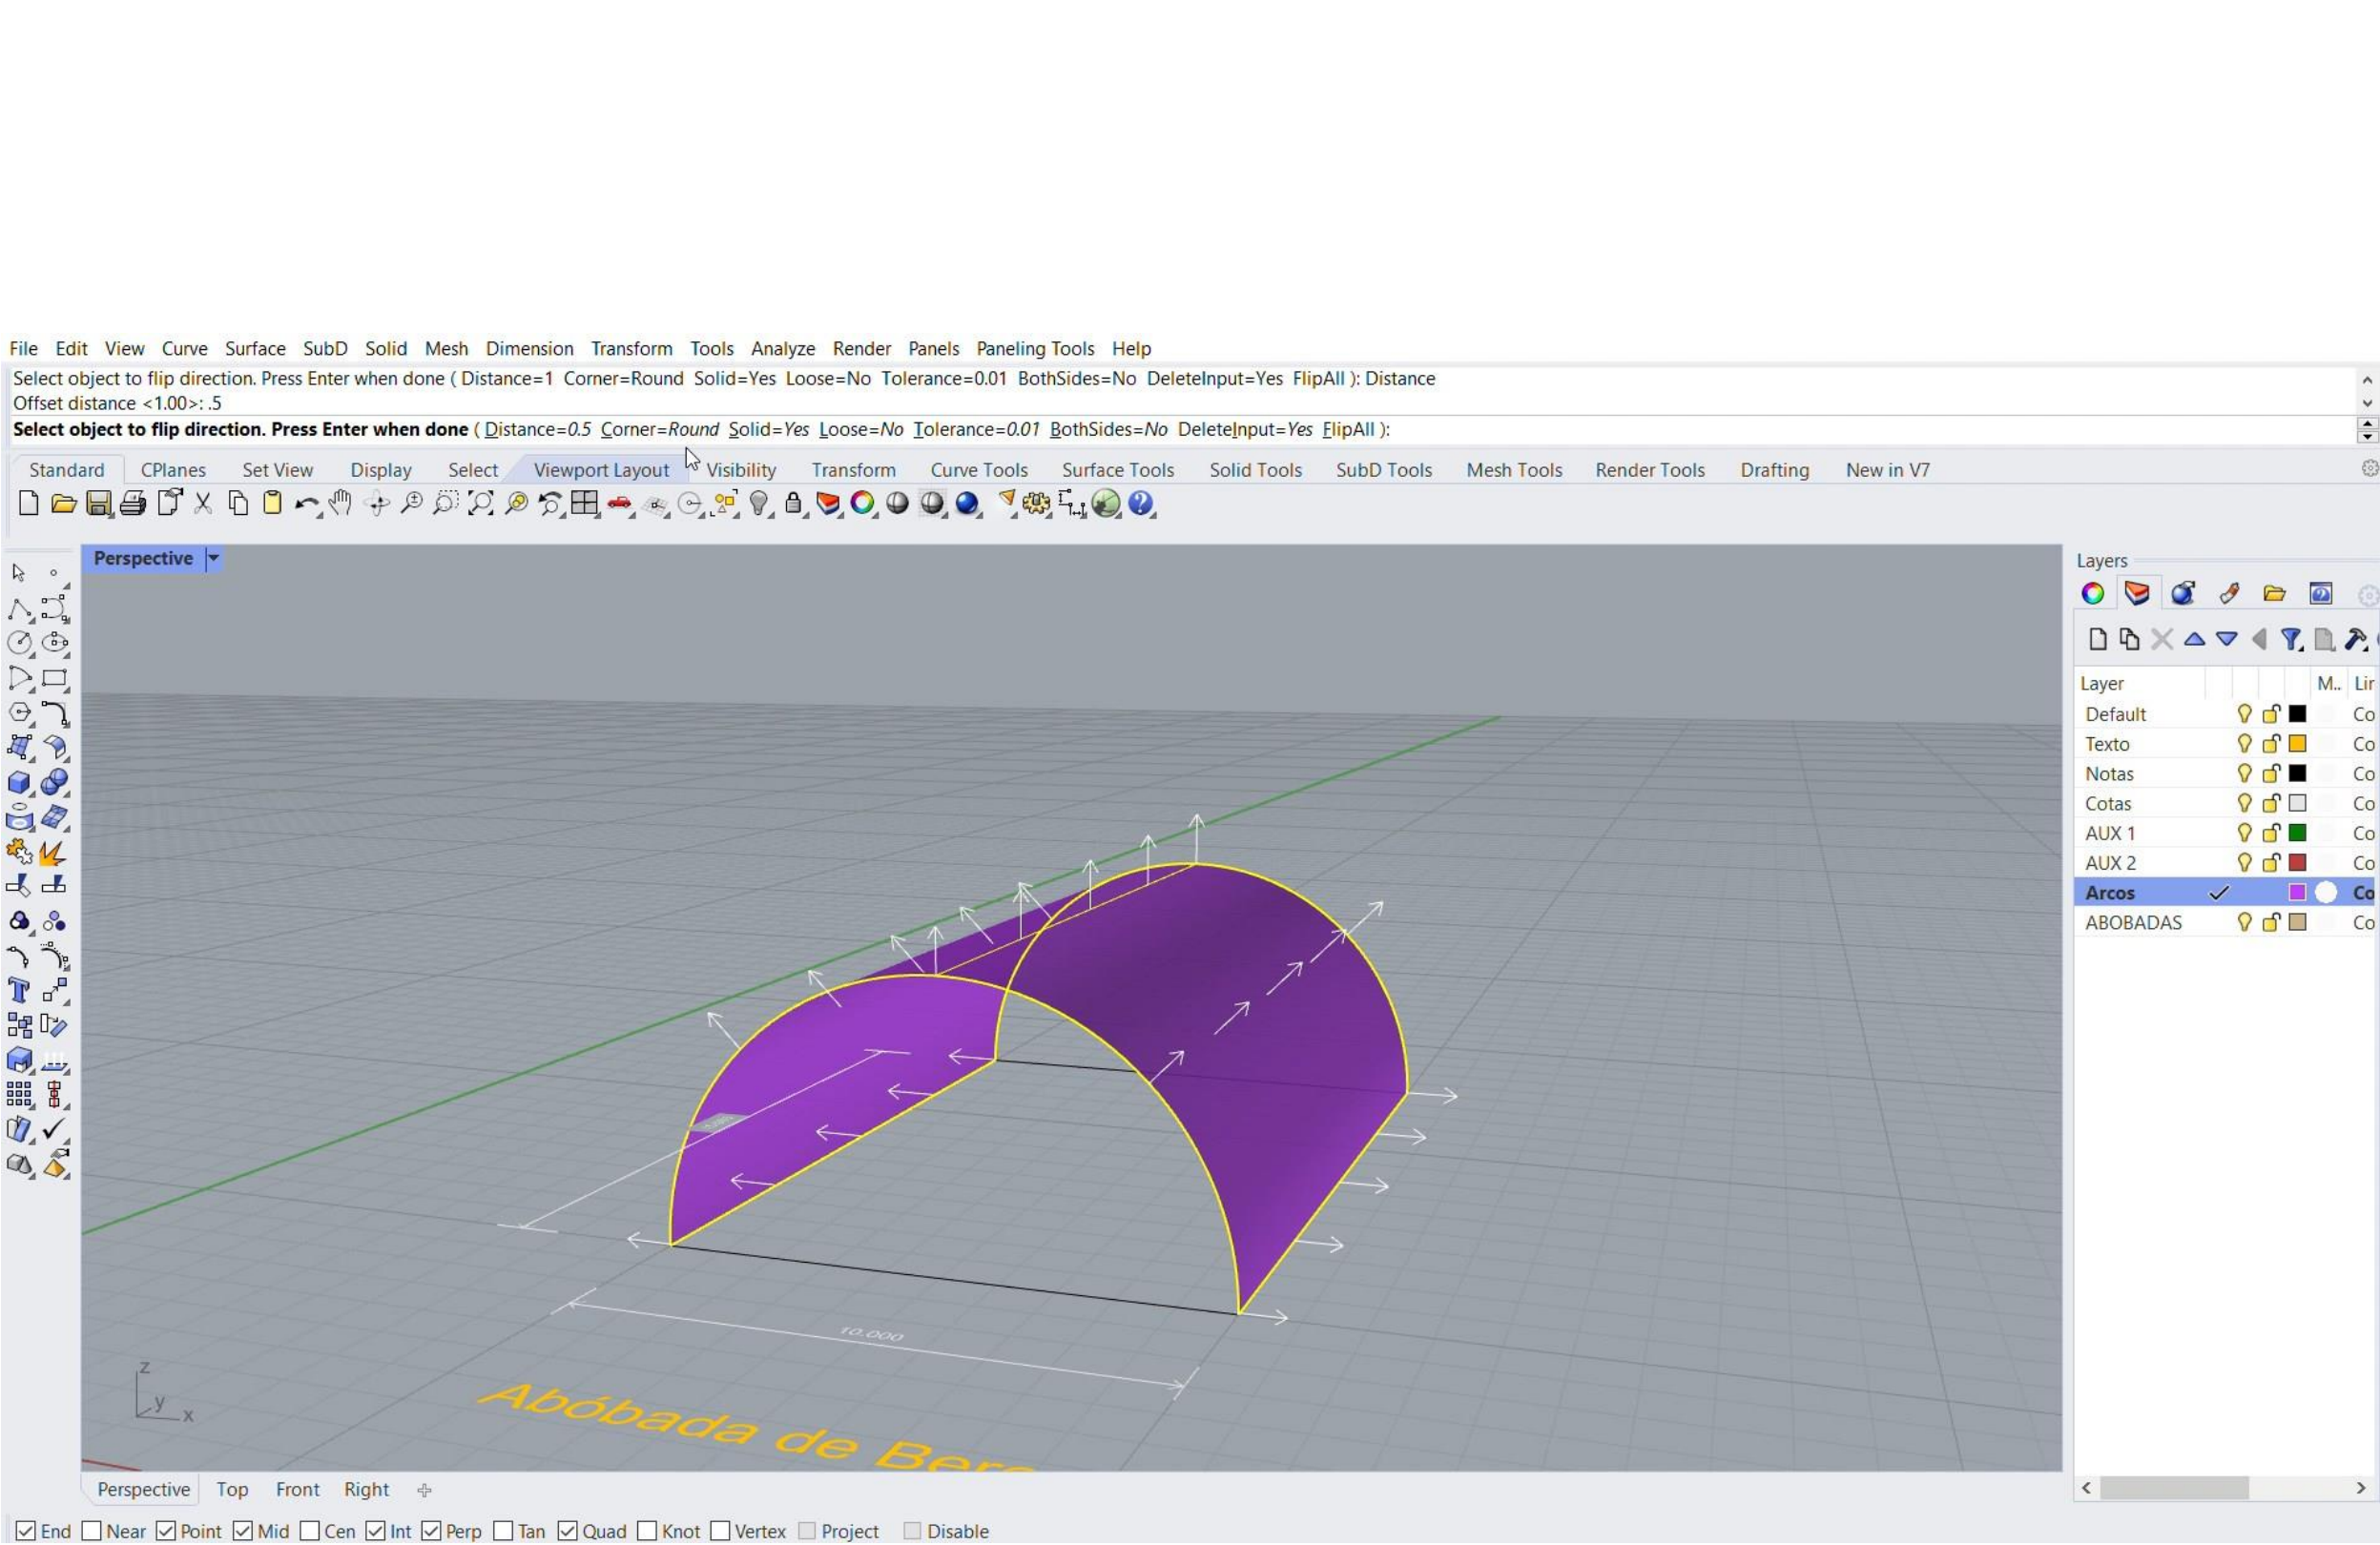 File Edit View Curve Surface SubD Solid Mesh Dimension Transform Tools Analyze Render Panels Paneling Tools Help
Select object to flip direction. Press Enter when done ( Distance=1 Corner=Round Solid=Yes Loose=No Tolerance=0.01 BothSides=No DeleteInput=Yes FlipAll ): Distance
Offset distance <1.00>: .5
Select object to flip direction. Press Enter when done ( Distance=0.5 Corner=Round Solid=Yes Loose=No Tolerance=0.01 BothSides=No DeleteInput=Yes FlipAll ):
Standard CPlanes Set View Display Select Viewport Layout Visibility Transform Curve Tools Surface Tools Solid Tools SubD Tools Mesh Tools Render Tools Drafting New in V7
Perspective
Layers
Layer M.. Lir
Default Co
Texto Co
Notas Co
Cotas Co
AUX 1 Co
AUX 2 Co
Arcos Co
ABOBADAS Co
10.000
z
y
x
Abóbada de Berç
Perspective Top Front Right
End Near Point Mid Cen Int Perp Tan Quad Knot Vertex Project Disable